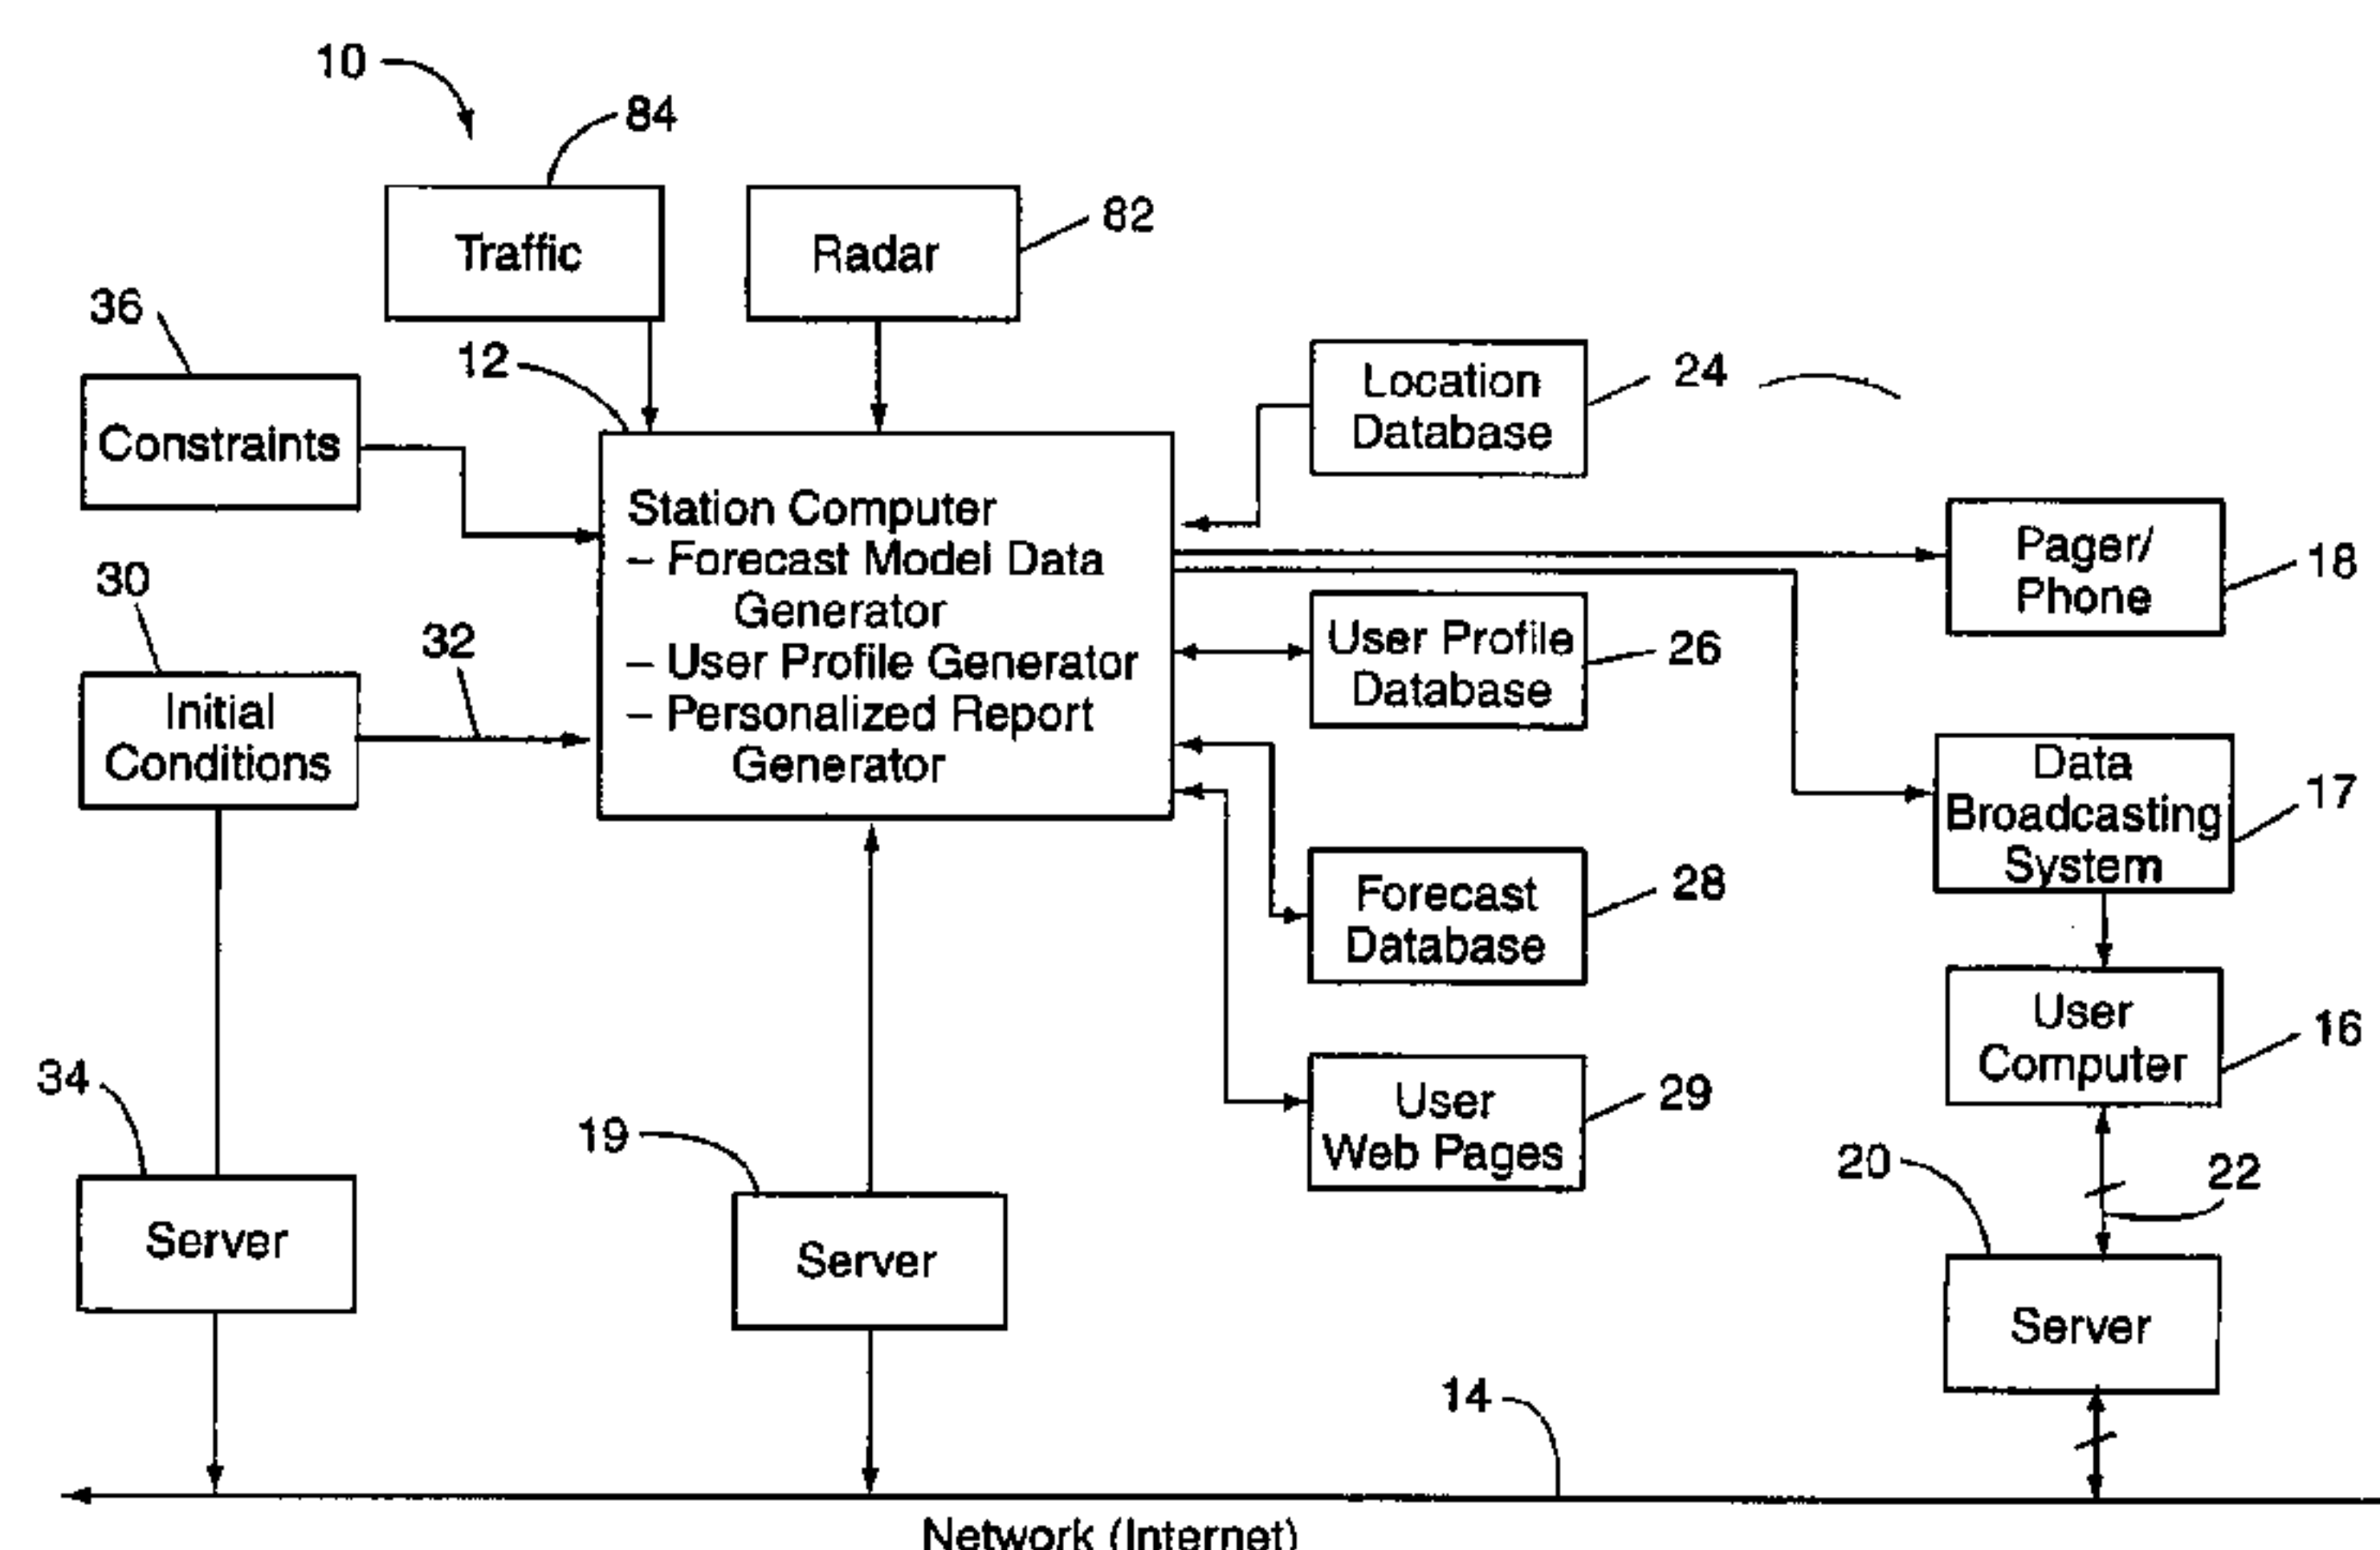 10
84
Traffic
Radar
82
36
12
Constraints
Location
Database
24
Station Computer
– Forecast Model Data
Generator
– User Profile Generator
– Personalized Report
Generator
Pager/
Phone
18
30
32
Initial
Conditions
User Profile
Database
26
Data
Broadcasting
System
17
Forecast
Database
28
User
Computer
16
34
Server
19
Server
User
Web Pages
29
20
22
Server
14
Network (Internet)